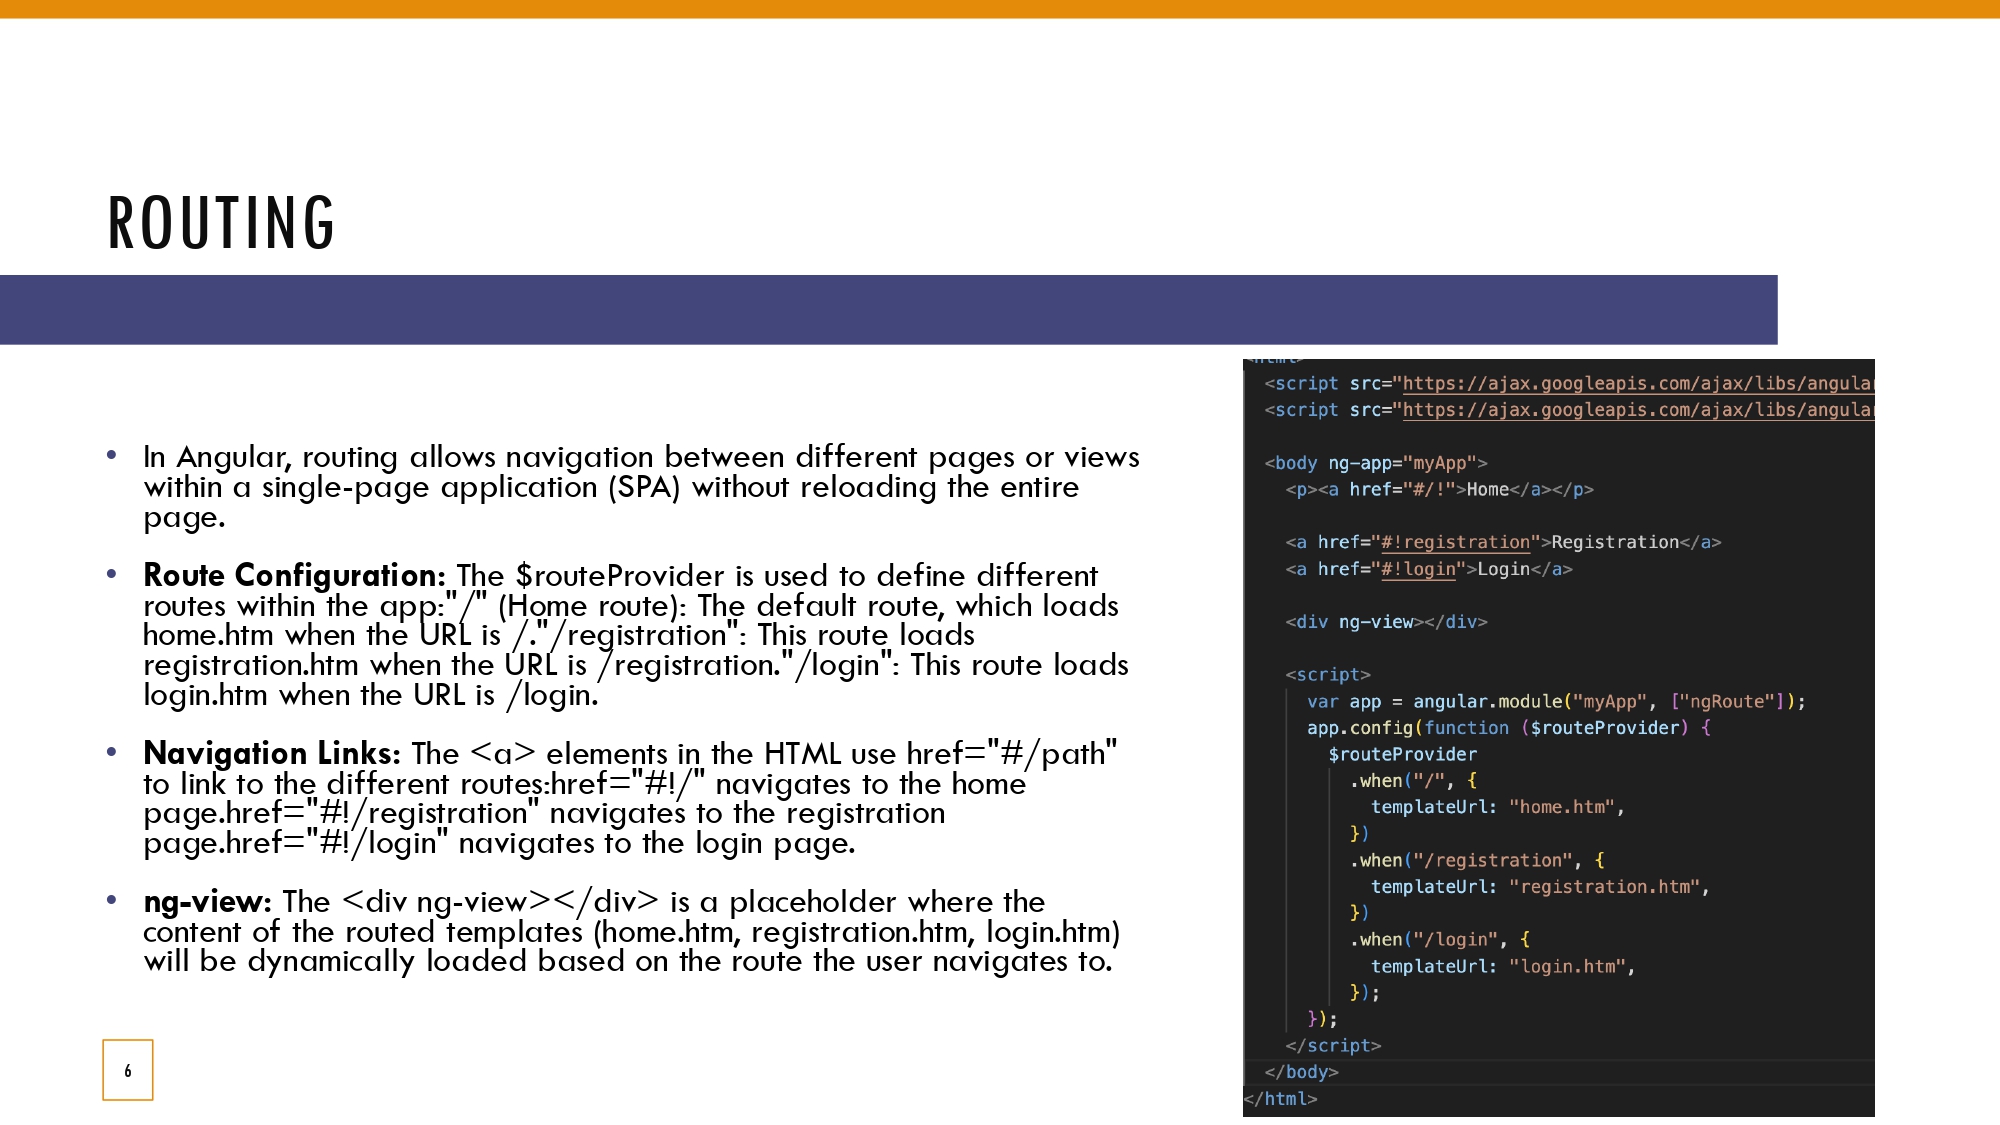 ROUTING
• In Angular, routing allows navigation between different pages or views
within a single-page application (SPA) without reloading the entire
page.
• Route Configuration: The $routeProvider is used to define different
routes within the app:"/" (Home route): The default route, which loads
home.htm when the URL is /."/registration": This route loads
registration.htm when the URL is /registration."/login": This route loads
login.htm when the URL is /login.
• Navigation Links: The <a> elements in the HTML use href="#/path"
to link to the different routes:href="#!/" navigates to the home
page.href="#!/registration" navigates to the registration
page.href="#!/login" navigates to the login page.
• ng-view: The <div ng-view></div> is a placeholder where the
content of the routed templates (home.htm, registration.htm, login.htm)
will be dynamically loaded based on the route the user navigates to.
6
<html>
<script src="https://ajax.googleapis.com/ajax/libs/angular
<script src="https://ajax.googleapis.com/ajax/libs/angular
<body ng-app="myApp">
<p><a href="#/!">Home</a></p>
<a href="#!registration">Registration</a>
<a href="#!login">Login</a>
<div ng-view></div>
<script>
var app = angular.module("myApp", ["ngRoute"]);
app.config(function ($routeProvider) {
$routeProvider
.when("/", {
templateUrl: "home.htm",
})
.when("/registration", {
templateUrl: "registration.htm",
})
.when("/login", {
templateUrl: "login.htm",
});
});
</script>
</body>
</html>